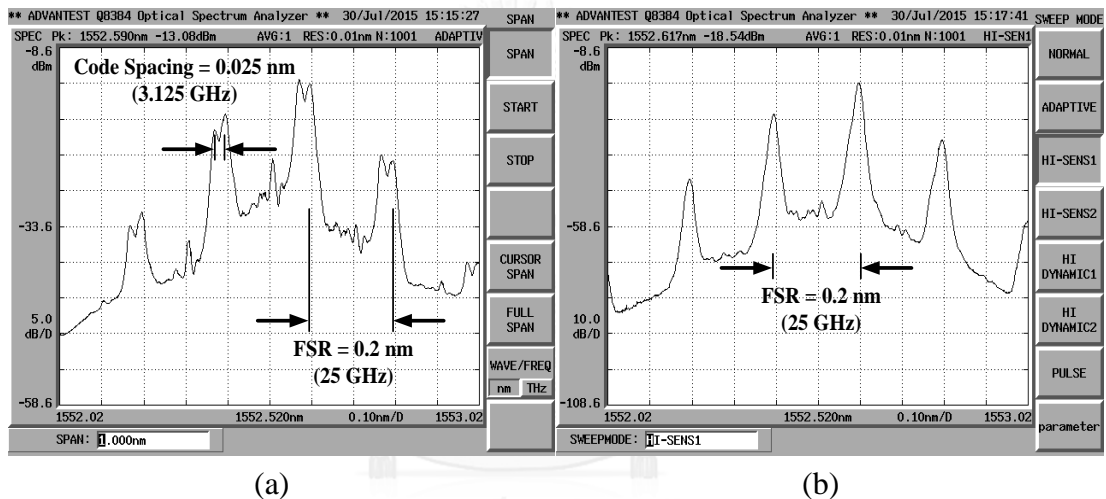 ** ADVANTEST Q8384 Optical Spectrum Analyzer ** 30/Jul/2015 15:15:27
SPAN
SPEC Pk: 1552.590nm -13.08dBm AVG:1 RES:0.01nm N:1001 ADAPTIV
-8.6
dBm
Code Spacing = 0.025 nm
(3.125 GHz)
-33.6
5.0
dB/D
FSR = 0.2 nm
(25 GHz)
-58.6
1552.02 1552.520nm 0.10nm/D 1553.02
SPAN: 1.000nm
SPAN
START
STOP
CURSOR
SPAN
FULL
SPAN
WAVE/FREQ
nm THz
(a)
** ADVANTEST Q8384 Optical Spectrum Analyzer ** 30/Jul/2015 15:17:41
SWEEP MODE
SPEC Pk: 1552.617nm -18.54dBm AVG:1 RES:0.01nm N:1001 HI-SEN1
-8.6
dBm
-58.6
FSR = 0.2 nm
(25 GHz)
10.0
dB/D
-108.6
1552.02 1552.520nm 0.10nm/D 1553.02
SWEEPMODE: HI-SENS1
NORMAL
ADAPTIVE
HI-SENS1
HI-SENS2
HI
DYNAMIC1
HI
DYNAMIC2
PULSE
parameter
(b)